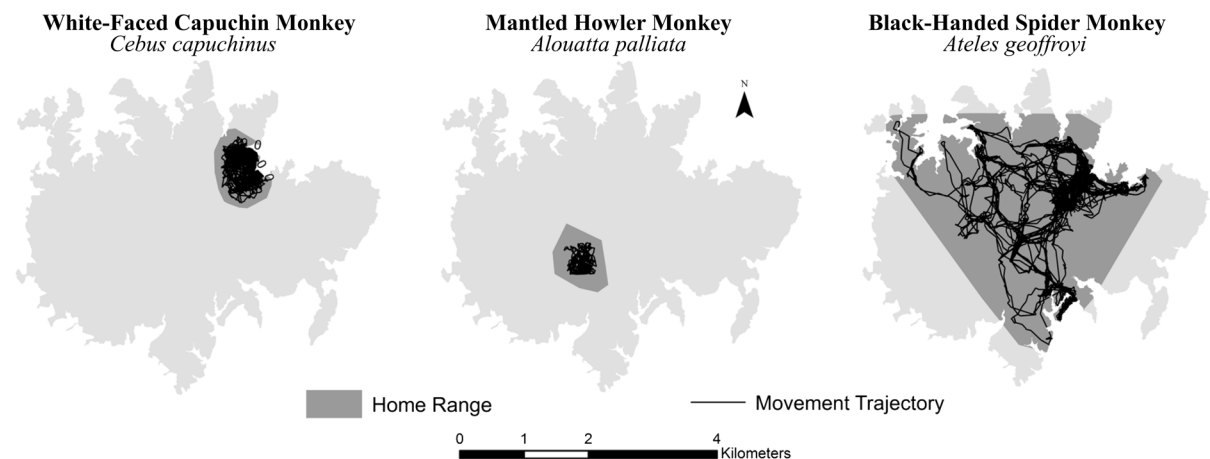 White-Faced Capuchin Monkey
Cebus capuchinus
Mantled Howler Monkey
Alouatta palliata
Black-Handed Spider Monkey
Ateles geoffroyi
N
Home Range
Movement Trajectory
0 1 2 4
Kilometers